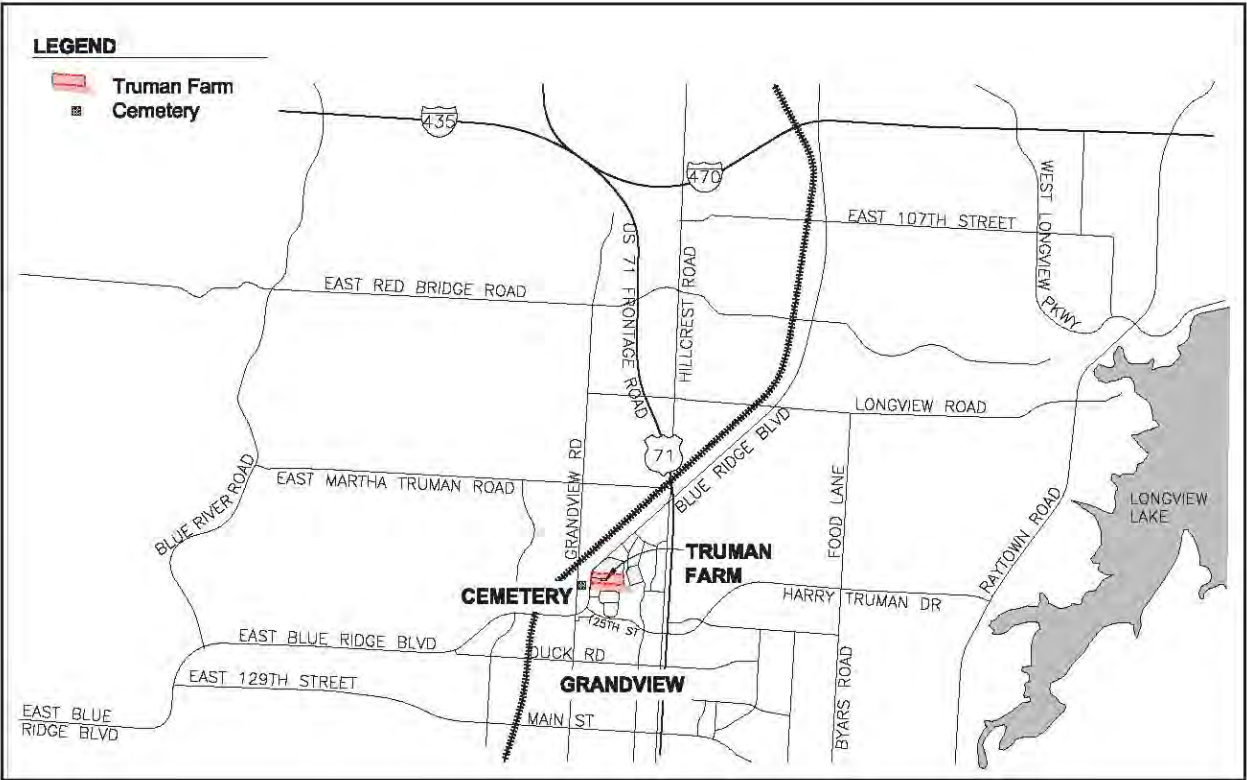 LEGEND
Truman Farm
Cemetery
435
470
WEST LONGVIEW
PKWY
EAST 107TH STREET
US 71 FRONTAGE ROAD
HILLCREST ROAD
EAST RED BRIDGE ROAD
LONGVIEW ROAD
71
BLUE RIDGE BLVD
GRANDVIEW RD
EAST MARTHA TRUMAN ROAD
BLUE RIVER ROAD
FOOD LANE
RAYTOWN ROAD
LONGVIEW
LAKE
TRUMAN
FARM
CEMETERY
HARRY TRUMAN DR
125TH ST
EAST BLUE RIDGE BLVD
DUCK RD
GRANDVIEW
EAST 129TH STREET
BYARS ROAD
EAST BLUE
RIDGE BLVD
MAIN ST